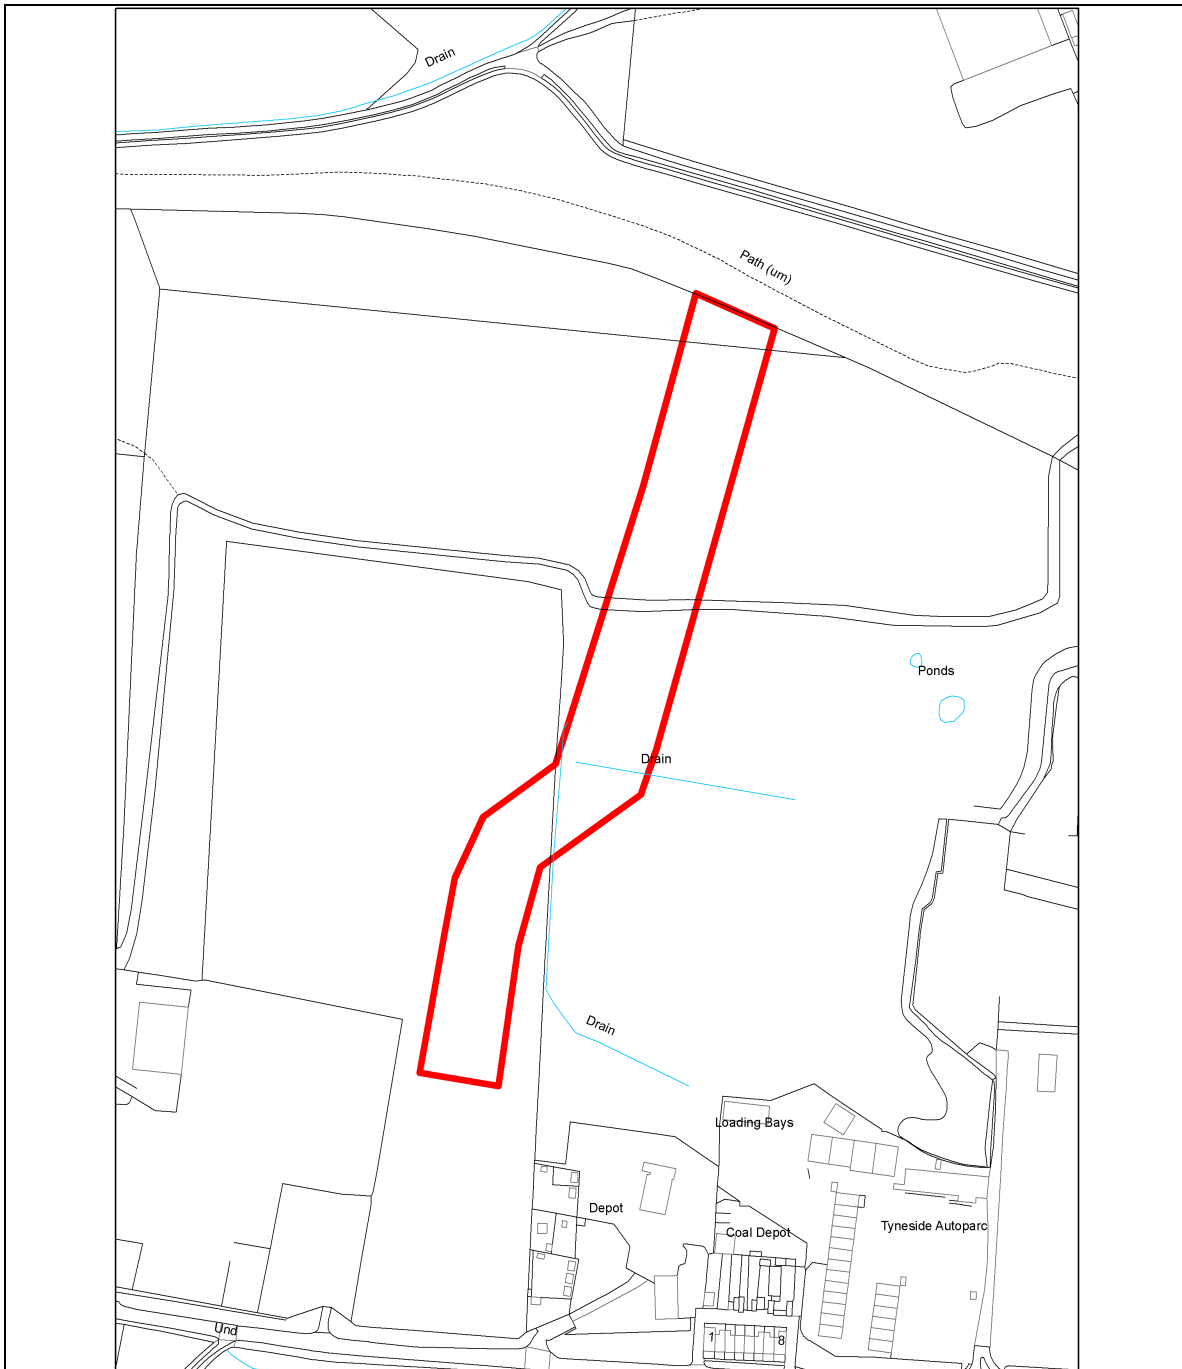 Drain
Path (um)
Ponds
Drain
Drain
Loading Bays
Depot
Coal Depot
Tyneside Autoparc
Und
1
8